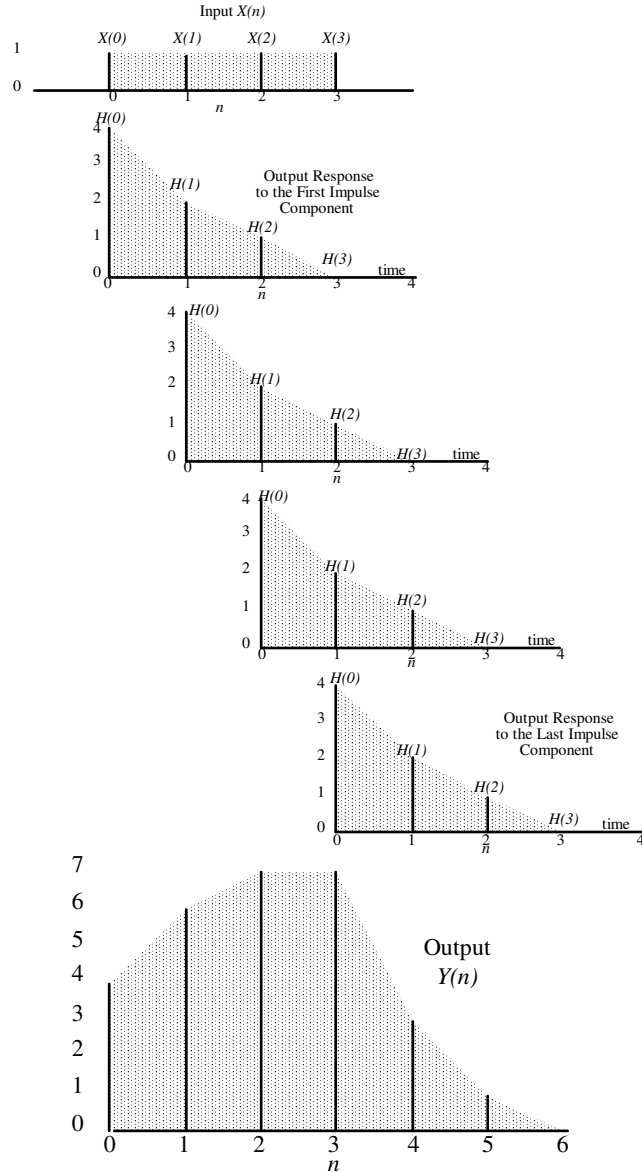 Input X(n)
X(0) X(1) X(2) X(3)
1
0
0 1 2 3
n
H(0)
4
3
2
1
0
H(1)
H(2)
H(3)
Output Response
to the First Impulse
Component
time
0 1 2 3 4
n
4
3
2
1
0
H(0)
H(1)
H(2)
H(3)
time
0 1 2 3 4
n
4
3
2
1
0
H(0)
H(1)
H(2)
H(3)
time
0 1 2 3 4
n
4
3
2
1
0
H(0)
H(1)
H(2)
H(3)
Output Response
to the Last Impulse
Component
time
0 1 2 3 4
n
7
6
5
4
3
2
1
0
Output
Y(n)
0 1 2 3 4 5 6
n